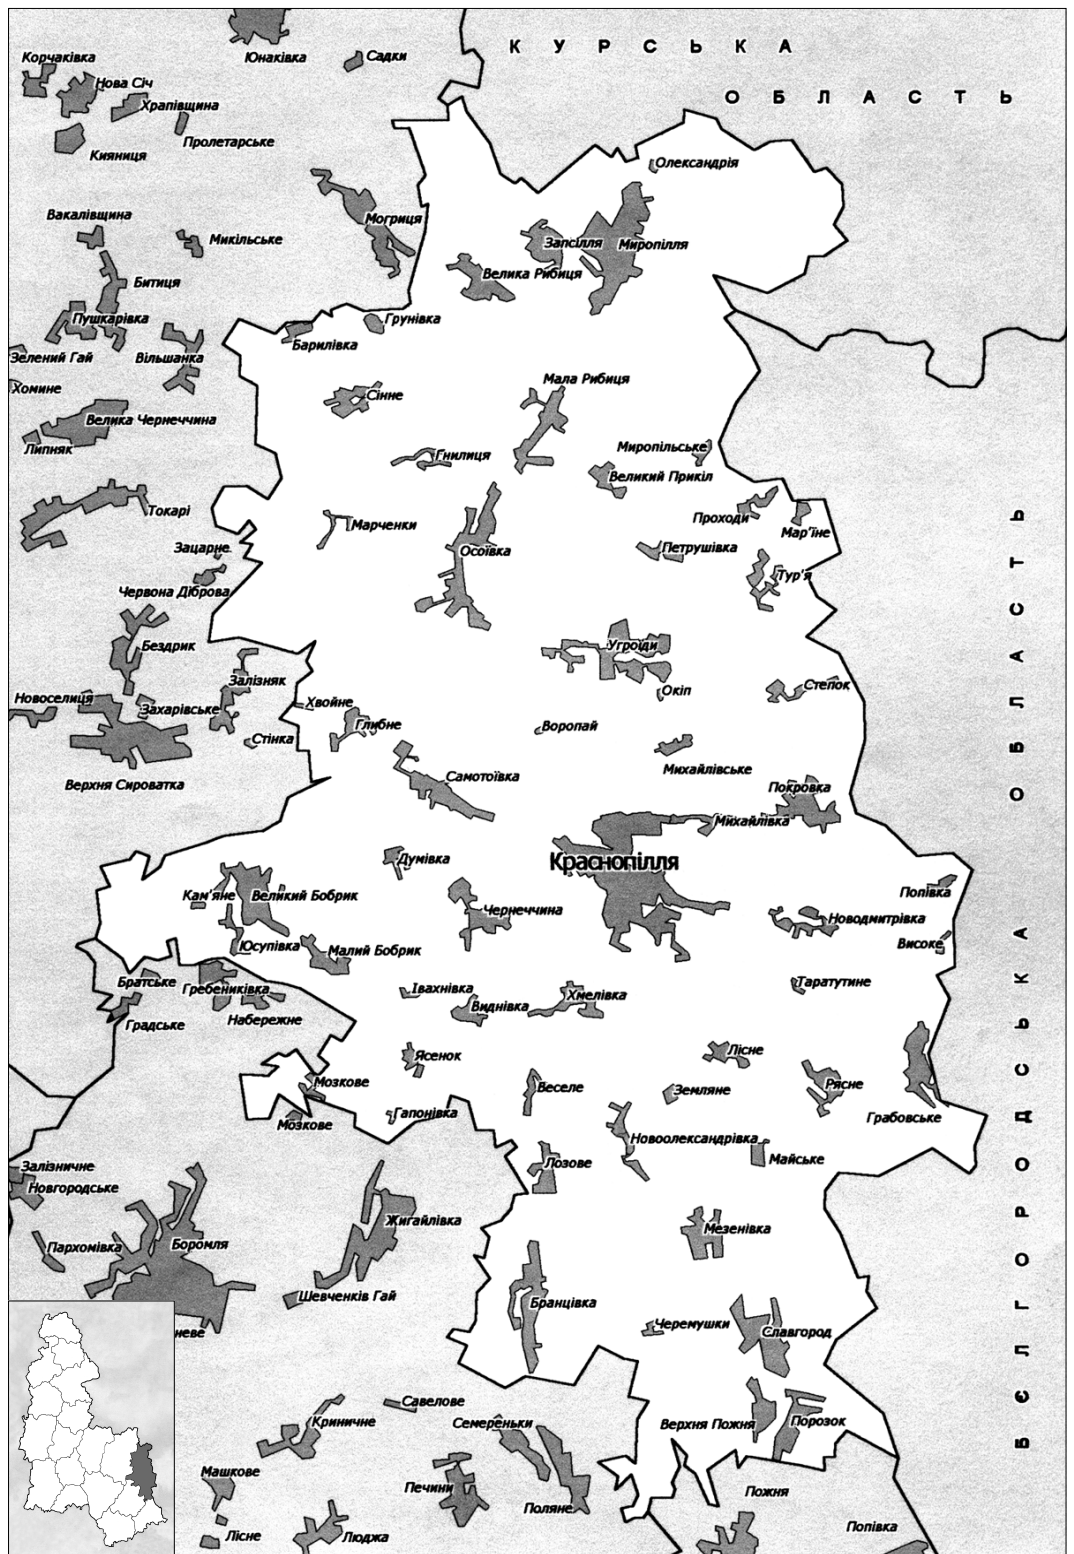 КУРСЬКА
ОБЛАСТЬ
Юнаківка
Садки
Корчаківка
Нова Січ
Храпівщина
Пролетарське
Кияниця
Олександрія
Вакалівщина
Могриця
Микільське
Запсілля
Миропілля
Велика Рибиця
Битиця
Пушкарівка
Грунівка
Барилівка
Зелений Гай
Вільшанка
Хомине
Сінне
Мала Рибиця
Велика Чернеччина
Липняк
Гнилиця
Миропільське
Великий Прикіл
Токарі
Марченки
Проходи
Мар'їне
Зацарне
Осоївка
Петрушівка
Тур'я
Червона Діброва
Бездрик
Угроїди
Залізняк
Окіп
Степок
Новоселиця
Захарівське
Хвойне
Глибне
Воропай
Стінка
Михайлівське
Верхня Сироватка
Самотоївка
Покровка
Михайлівка
Краснопілля
Думівка
Кам'яне
Великий Бобрик
Попівка
Чернеччина
Новодмитрівка
Юсупівка
Малий Бобрик
Високе
Братське
Гребениківка
Івахнівка
Хмелівка
Таратутине
Виднівка
Градське
Набережне
Ясенок
Лісне
Мозкове
Веселе
Земляне
Рясне
Грабовське
Мозкове
Гапонівка
Новоолександрівка
Лозове
Майське
Залізничне
Новгородське
Жигайлівка
Мезенівка
Пархомівка
Боромля
Шевченків Гай
Бранцівка
Черемушки
Славгород
неве
Савелове
Криничне
Семереньки
Верхня Пожня
Порозок
Машкове
Печини
Поляне
Пожня
Лісне
Люджа
Попівка
БЄЛГОРОДСЬКА ОБЛАСТЬ